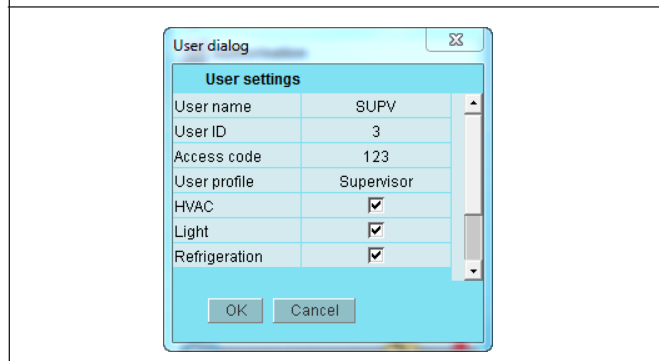 User dialog
User settings
User name SUPV
User ID 3
Access code 123
User profile Supervisor
HVAC
Light
Refrigeration
OK Cancel